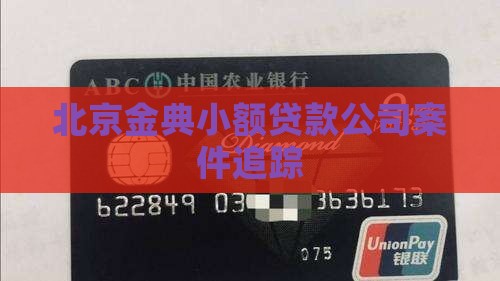 ABC 中国农业银行
北京金典小额贷款公司案
件追踪
Diamond
622849 03 3636173
075
UnionPay
银联